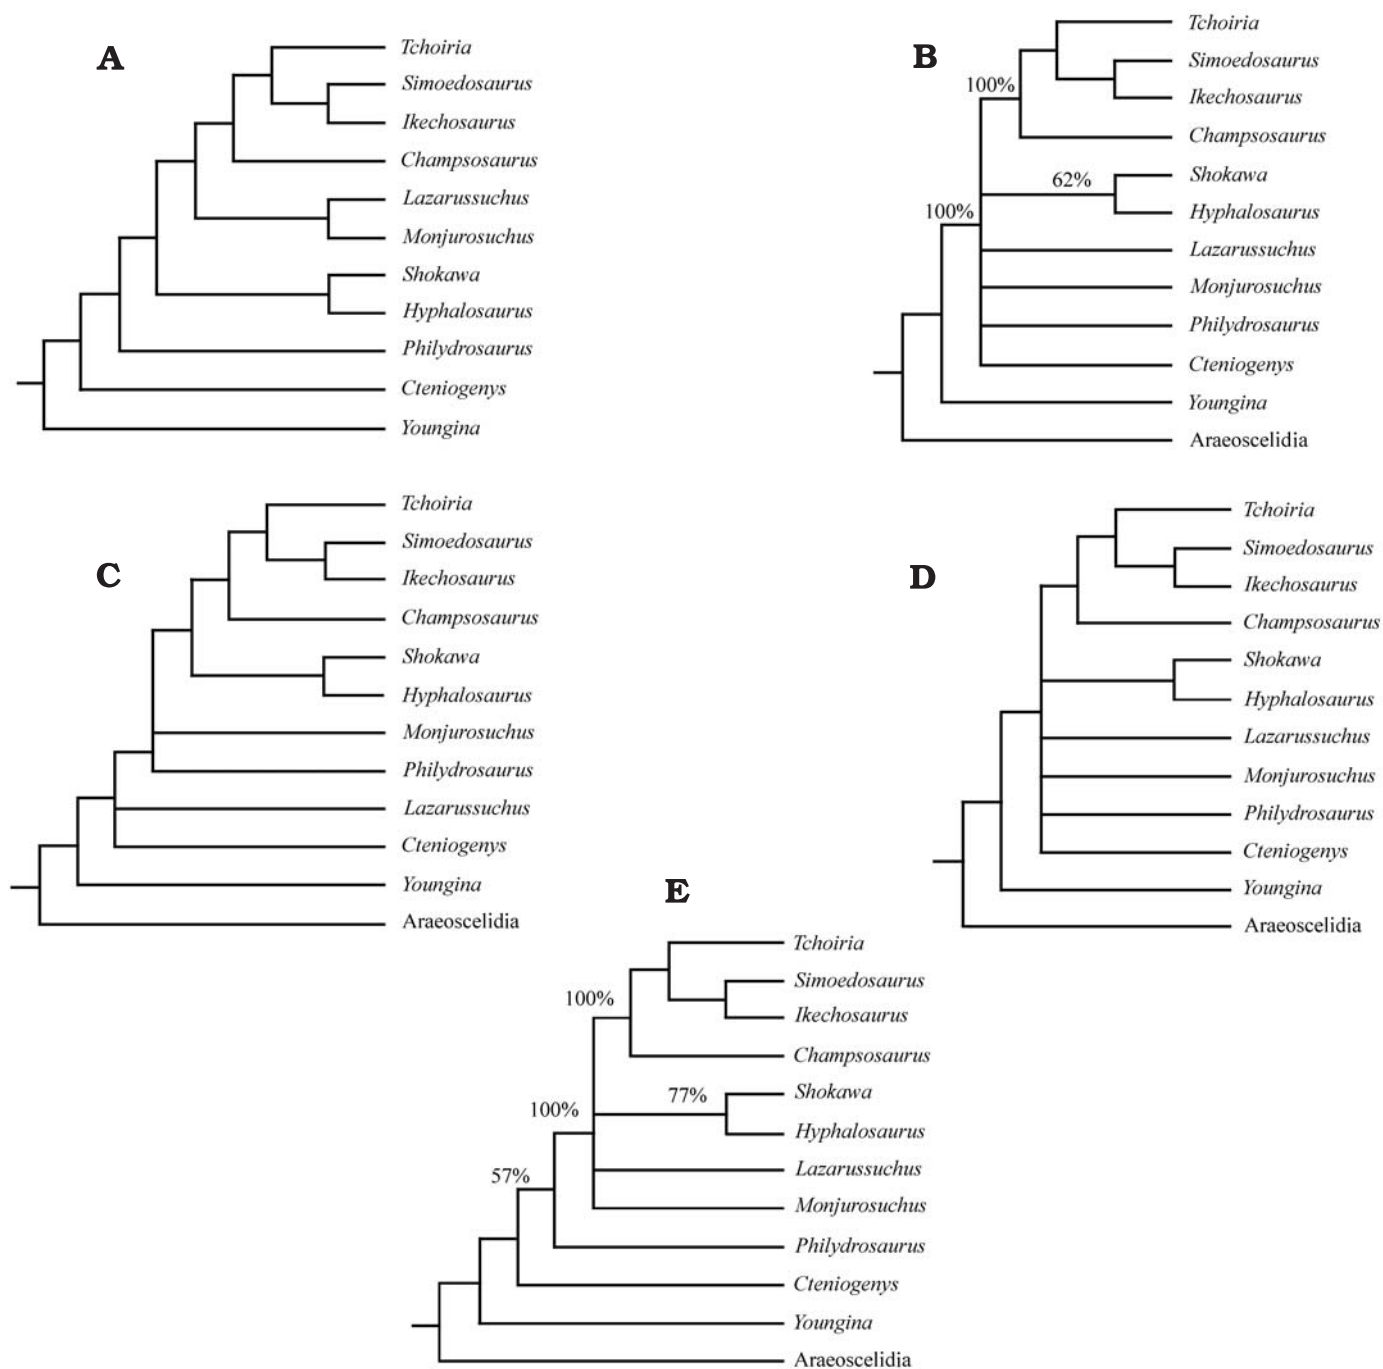 A
Tchoiria
Simoedosaurus
Ikechosaurus
Champsosaurus
Lazarussuchus
Monjurosuchus
Shokawa
Hyphalosaurus
Philydrosaurus
Cteniogenys
Youngina
B
Tchoiria
Simoedosaurus
100%
Ikechosaurus
Champsosaurus
Shokawa
62%
Hyphalosaurus
100%
Lazarussuchus
Monjurosuchus
Philydrosaurus
Cteniogenys
Youngina
Araeoscelidia
C
Tchoiria
Simoedosaurus
Ikechosaurus
Champsosaurus
Shokawa
Hyphalosaurus
Monjurosuchus
Philydrosaurus
Lazarussuchus
Cteniogenys
Youngina
Araeoscelidia
D
Tchoiria
Simoedosaurus
Ikechosaurus
Champsosaurus
Shokawa
Hyphalosaurus
Lazarussuchus
Monjurosuchus
Philydrosaurus
Cteniogenys
Youngina
Araeoscelidia
E
Tchoiria
Simoedosaurus
100%
Ikechosaurus
Champsosaurus
77%
Shokawa
100%
Hyphalosaurus
Lazarussuchus
57%
Monjurosuchus
Philydrosaurus
Cteniogenys
Youngina
Araeoscelidia